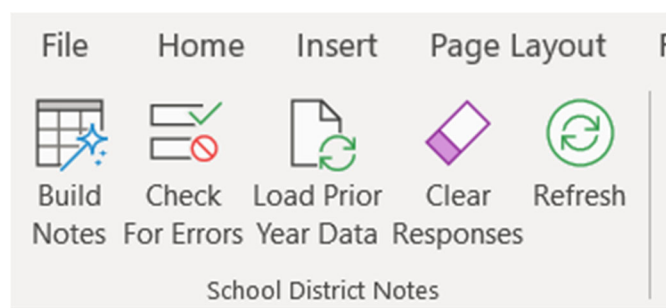 File Home Insert Page Layout
Build Notes
Check For Errors
Load Prior Year Data
Clear Responses
Refresh
School District Notes